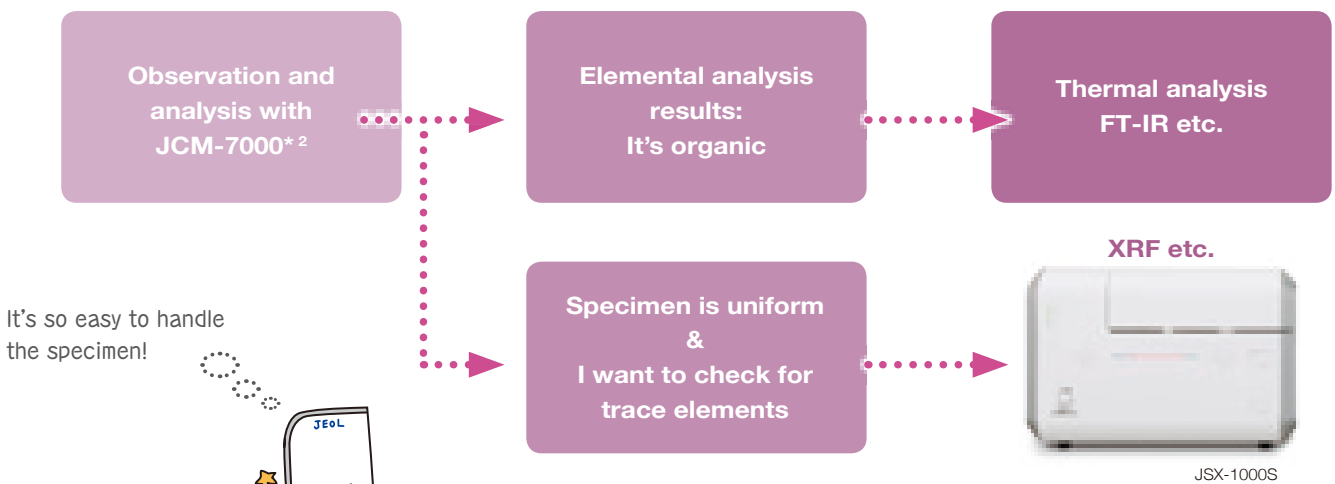 Observation and
analysis with
JCM-7000*²
Elemental analysis
results:
It's organic
Thermal analysis
FT-IR etc.
XRF etc.
Specimen is uniform
&
I want to check for
trace elements
It's so easy to handle
the specimen!
JEOL
JSX-1000S